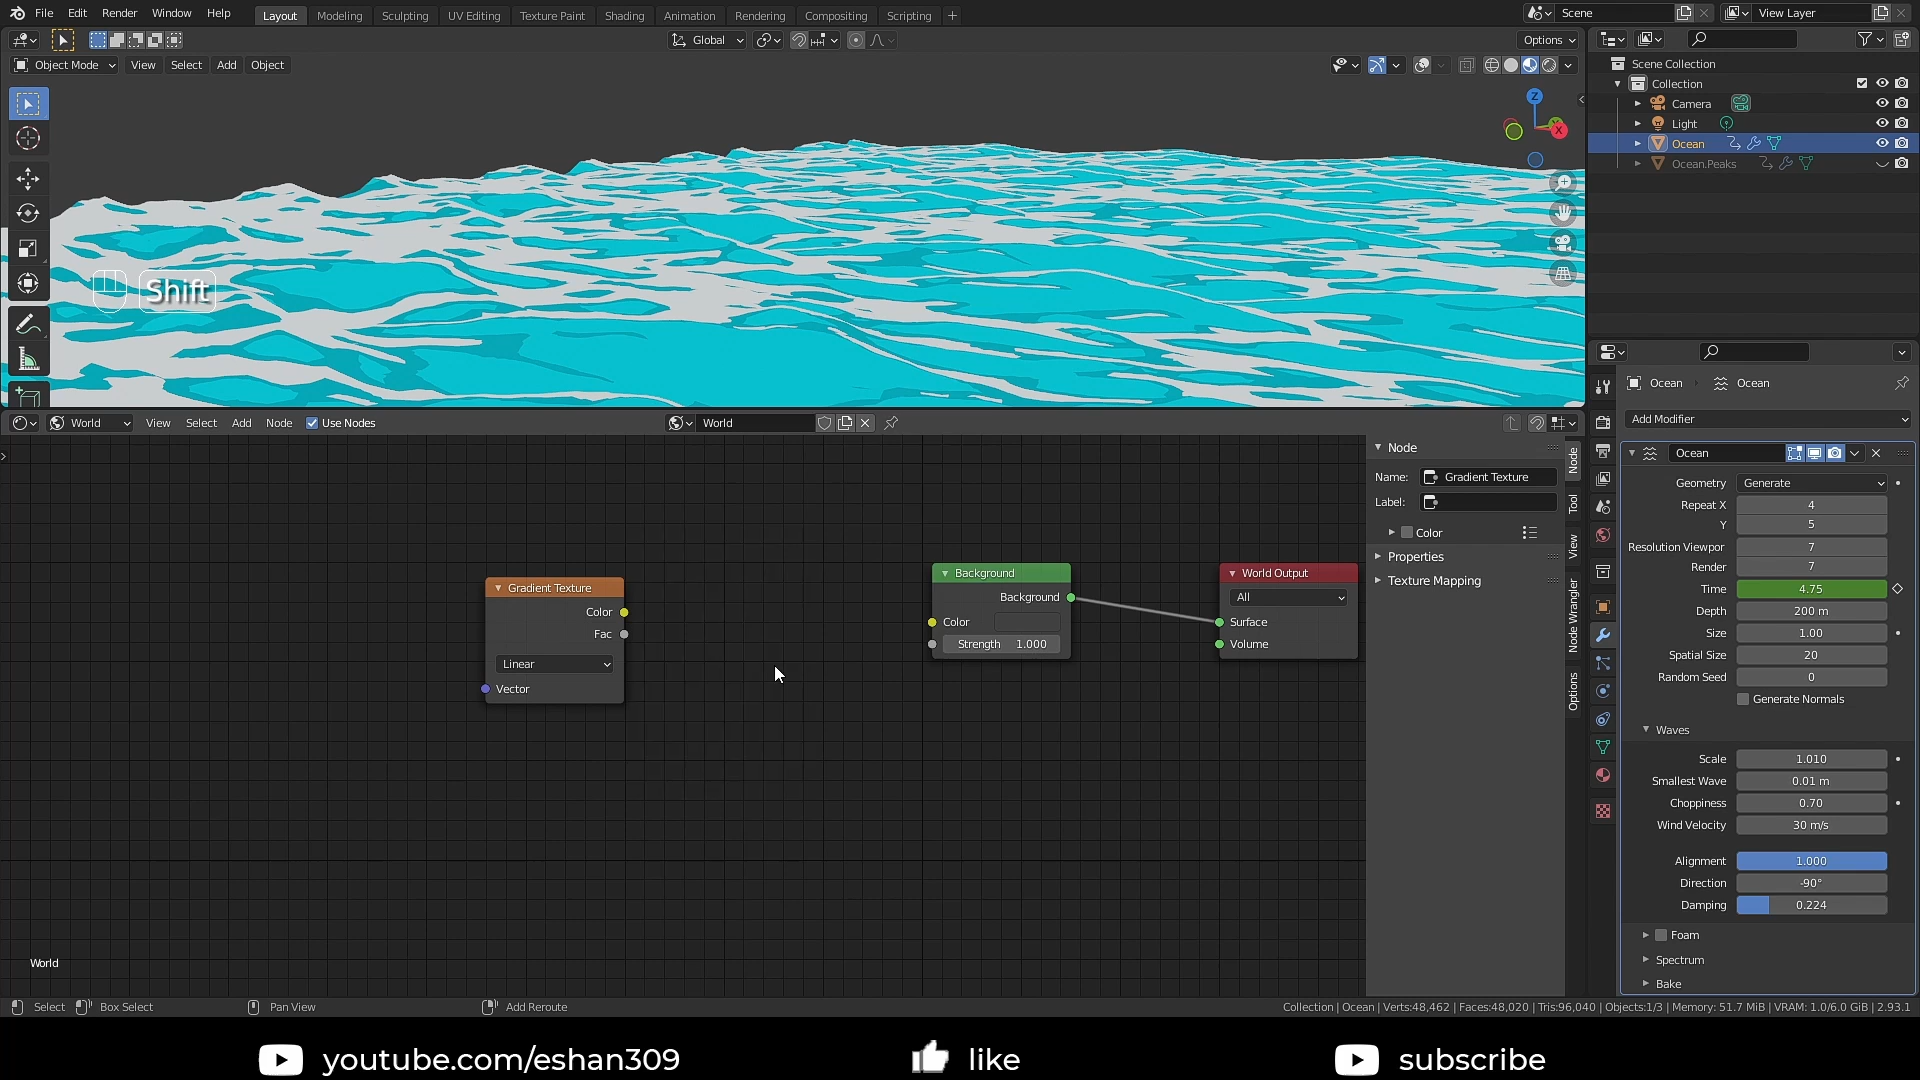 File Edit Render Window Help Layout Modeling Sculpting UV Editing Texture Paint Shading Animation Rendering Compositing Scripting + Scene View Layer
Global Options
Object Mode View Select Add Object
Scene Collection
Collection
Camera
Light
Ocean
Ocean.Peaks
Z
X
Shift
World View Select Add Node Use Nodes World
Node
Name: Gradient Texture
Label:
Color
Properties
Texture Mapping
Node
Tool
View
Node Wrangler
Options
Gradient Texture
Color
Fac
Linear
Vector
Background
Background
Color
Strength 1.000
World Output
All
Surface
Volume
World
Ocean Ocean
Add Modifier
Ocean
Geometry Generate
Repeat X 4
Y 5
Resolution Viewpor 7
Render 7
Time 4.75
Depth 200 m
Size 1.00
Spatial Size 20
Random Seed 0
Generate Normals
Waves
Scale 1.010
Smallest Wave 0.01 m
Choppiness 0.70
Wind Velocity 30 m/s
Alignment 1.000
Direction -90°
Damping 0.224
Foam
Spectrum
Bake
Select Box Select Pan View Add Reroute Collection | Ocean | Verts:48,462 | Faces:48,020 | Tris:96,040 | Objects:1/3 | Memory: 51.7 MiB | VRAM: 1.0/6.0 GiB | 2.93.1
youtube.com/eshan309 like subscribe